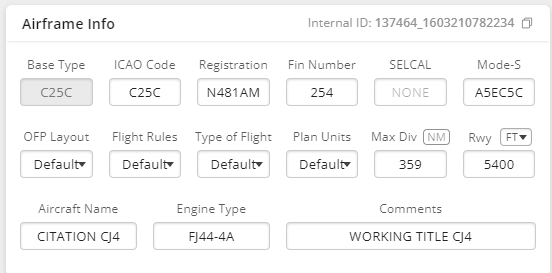 Airframe Info Internal ID: 137464_1603210782234
Base Type ICAO Code Registration Fin Number SELCAL Mode-S
C25C C25C N481AM 254 NONE A5EC5C
OFP Layout Flight Rules Type of Flight Plan Units Max Div NM Rwy FT
Default Default Default Default 359 5400
Aircraft Name Engine Type Comments
CITATION CJ4 FJ44-4A WORKING TITLE CJ4